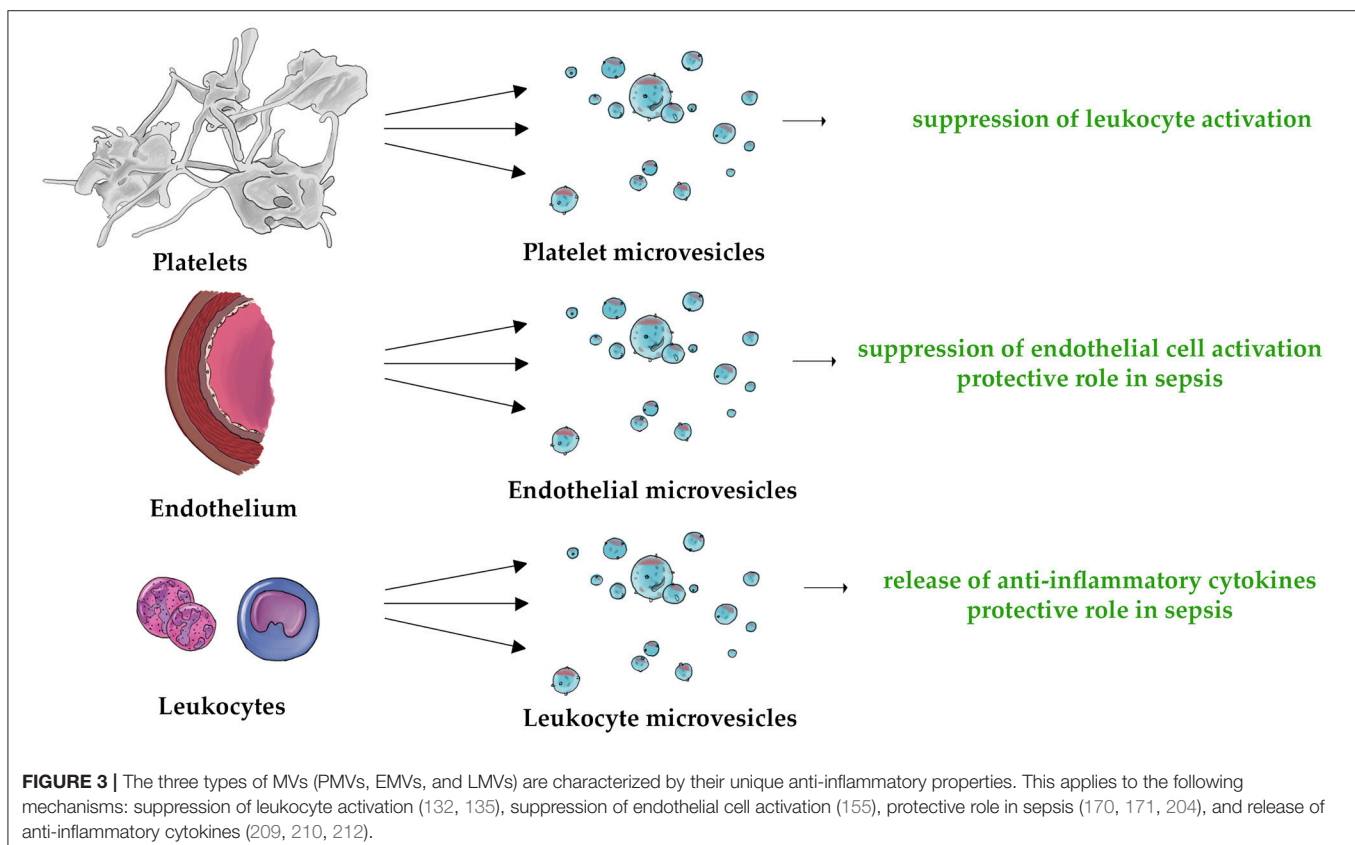 suppression of leukocyte activation
Platelets
Platelet microvesicles
suppression of endothelial cell activation
protective role in sepsis
Endothelium
Endothelial microvesicles
release of anti-inflammatory cytokines
protective role in sepsis
Leukocytes
Leukocyte microvesicles
FIGURE 3 | The three types of MVs (PMVs, EMVs, and LMVs) are characterized by their unique anti-inflammatory properties. This applies to the following
mechanisms: suppression of leukocyte activation (132, 135), suppression of endothelial cell activation (155), protective role in sepsis (170, 171, 204), and release of
anti-inflammatory cytokines (209, 210, 212).